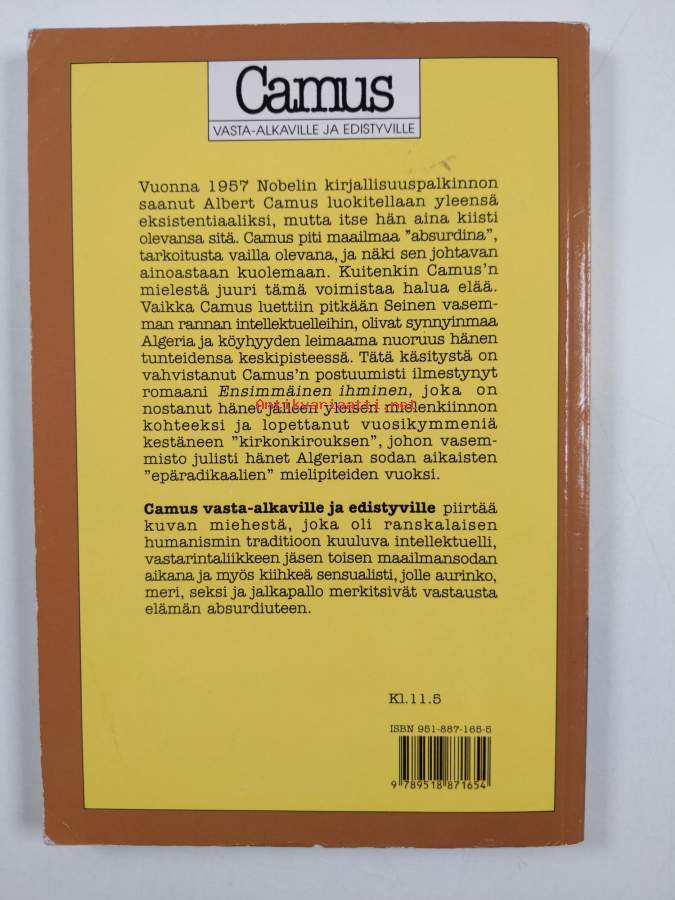 Camus
VASTA-ALKAVILLE JA EDISTYVILLE
Vuonna 1957 Nobelin kirjallisuuspalkinnon
saanut Albert Camus luokitellaan yleensä
eksistentiaaliksi, mutta itse hän aina kiisti
olevansa sitä. Camus piti maailmaa "absurdina",
tarkoitusta vailla olevana, ja näki sen johtavan
ainoastaan kuolemaan. Kuitenkin Camus'n
mielestä juuri tämä voimistaa halua elää.
Vaikka Camus luettiin pitkään Seinen vasem-
man rannan intellektuelleihin, olivat synnyinmaa
Algeria ja köyhyyden leimaama nuoruus hänen
tunteidensa keskipisteessä. Tätä käsitystä on
vahvistanut Camus'n postuumisti ilmestynyt
romaani Ensimmäinen ihminen, joka on
nostanut hänet jälleen yleisen mielenkiinnon
Antikvariaatti.net
kohteeksi ja lopettanut vuosikymmeniä
kestäneen "kirkonkirouksen", johon vasem-
misto julisti hänet Algerian sodan aikaisten
"epäradikaalien" mielipiteiden vuoksi.
Camus vasta-alkaville ja edistyville piirtää
kuvan miehestä, joka oli ranskalaisen
humanismin traditioon kuuluva intellektuelli,
vastarintaliikkeen jäsen toisen maailmansodan
aikana ja myös kiihkeä sensualisti, jolle aurinko,
meri, seksi ja jalkapallo merkitsivät vastausta
elämän absurdiuteen.
Kl.11.5
ISBN 951-887-165-5
9 789518 871654